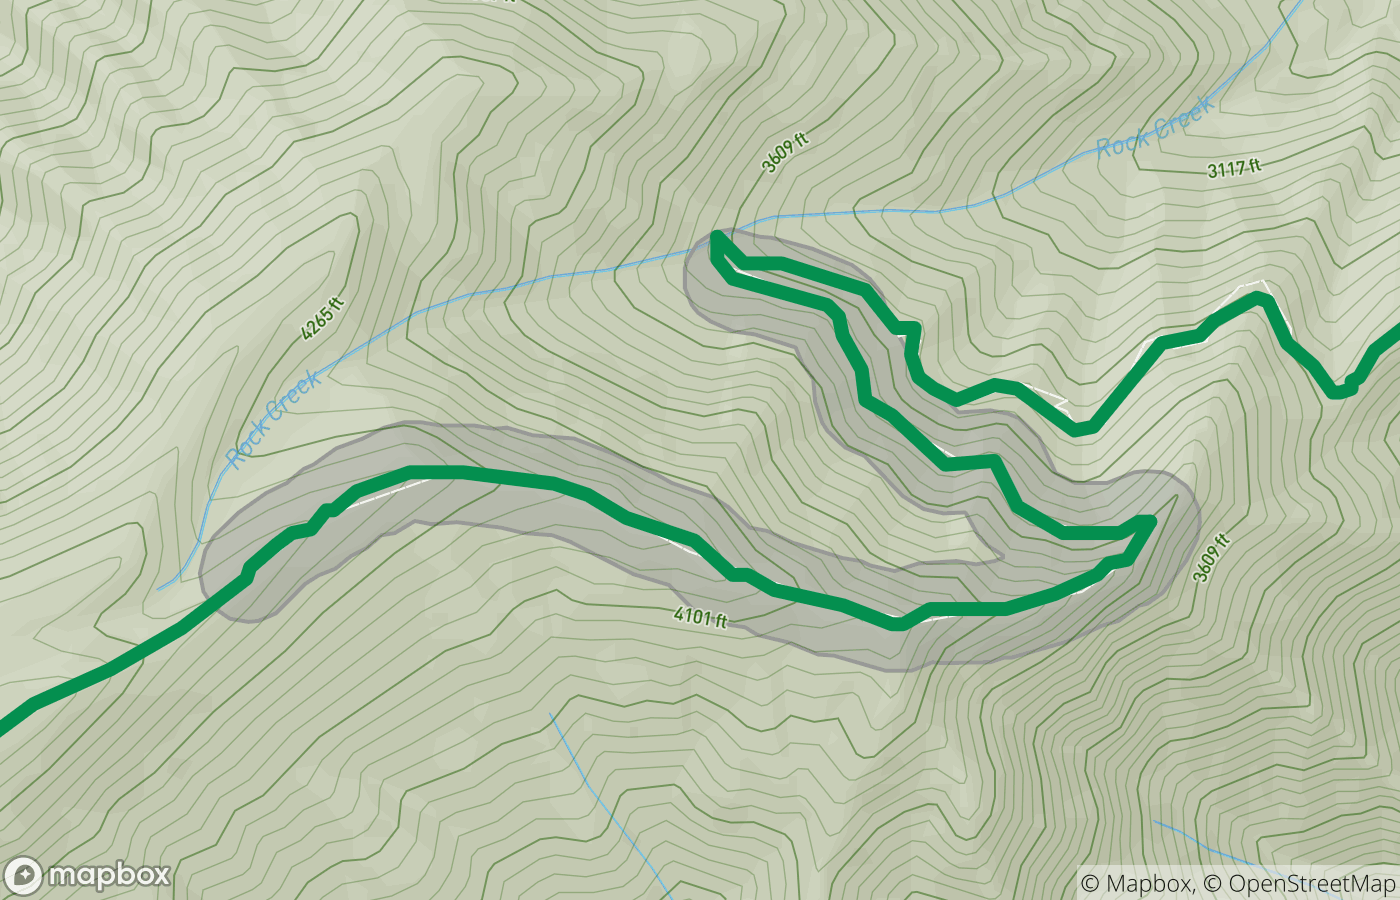 3609 ft
Rock Creek
3117 ft
4265 ft
Rock Creek
3609 ft
4101 ft
mapbox
© Mapbox, © OpenStreetMap